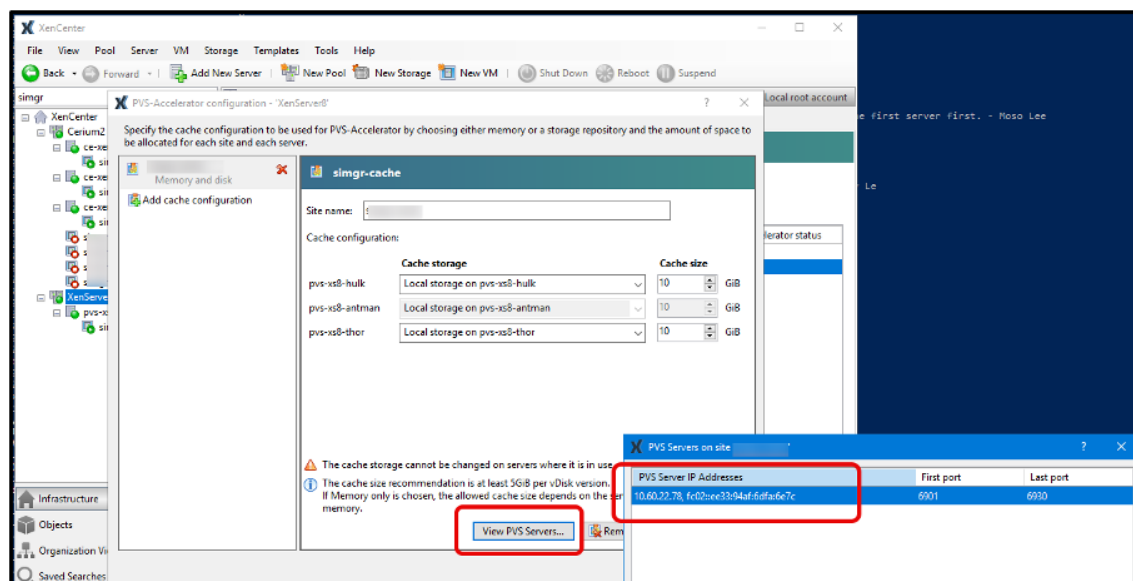 XenCenter
File View Pool Server VM Storage Templates Tools Help
Back Forward Add New Server New Pool New Storage New VM Shut Down Reboot Suspend
simgr
PVS-Accelerator configuration - 'XenServer8'
Local root account
XenCenter
Cerium2
ce-xe
sir
ce-xe
sir
ce-xe
sir
XenServe
pvs-x
sir
Specify the cache configuration to be used for PVS-Accelerator by choosing either memory or a storage repository and the amount of space to
be allocated for each site and each server.
Memory and disk
Add cache configuration
simgr-cache
Site name:
Cache configuration:
Cache storage Cache size
pvs-xs8-hulk Local storage on pvs-xs8-hulk 10 GiB
pvs-xs8-antman Local storage on pvs-xs8-antman 10 GiB
pvs-xs8-thor Local storage on pvs-xs8-thor 10 GiB
The cache storage cannot be changed on servers where it is in use
The cache size recommendation is at least 5GiB per vDisk version.
If Memory only is chosen, the allowed cache size depends on the ser
memory.
View PVS Servers... Rem
lerator status
e first server first. - Moso Lee
Le
Infrastructure
Objects
Organization Vi
Saved Searches
PVS Servers on site
PVS Server IP Addresses First port Last port
10.60.22.78, fc02::ee33:94af:6dfa:6e7c 6901 6930